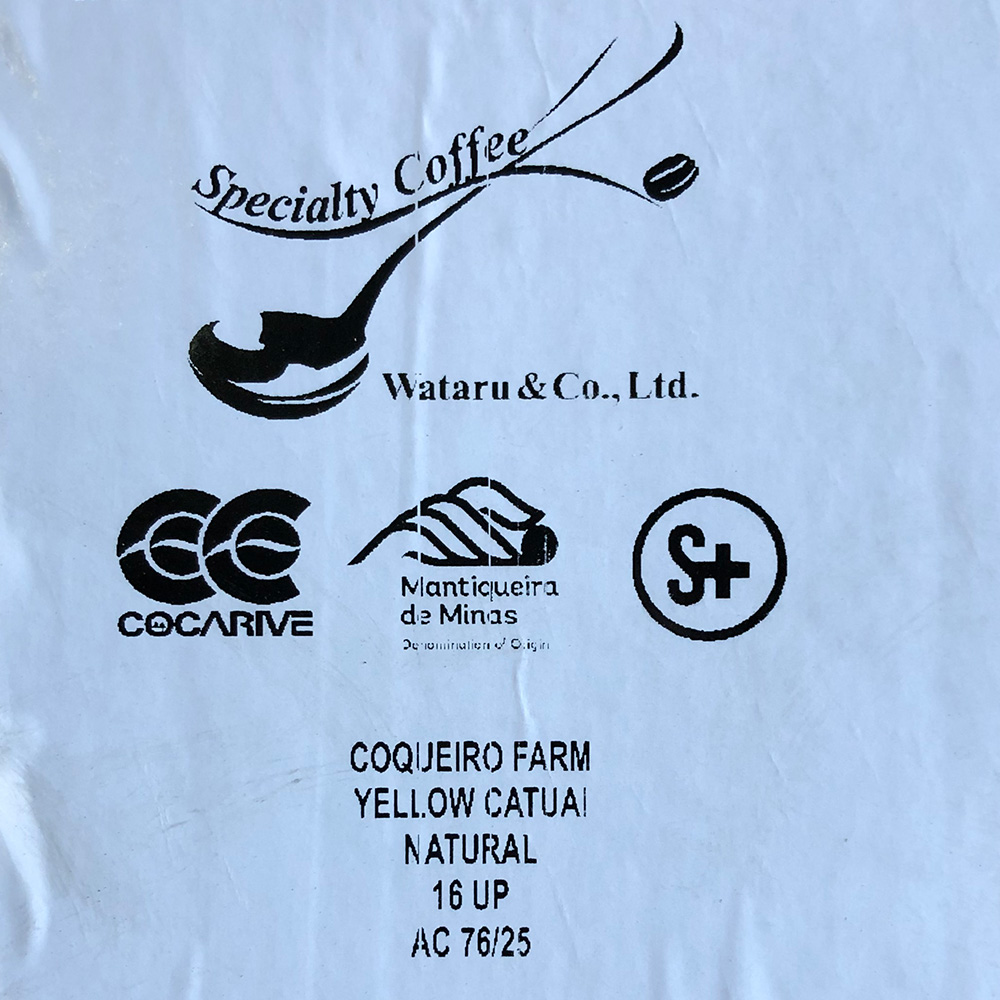 Specialty Coffee
Wataru & Co., Ltd.
COCARIVE
Mantiqueira
de Minas
Denomination of Origin
S+
COQUEIRO FARM
YELLOW CATUAI
NATURAL
16 UP
AC 76/25